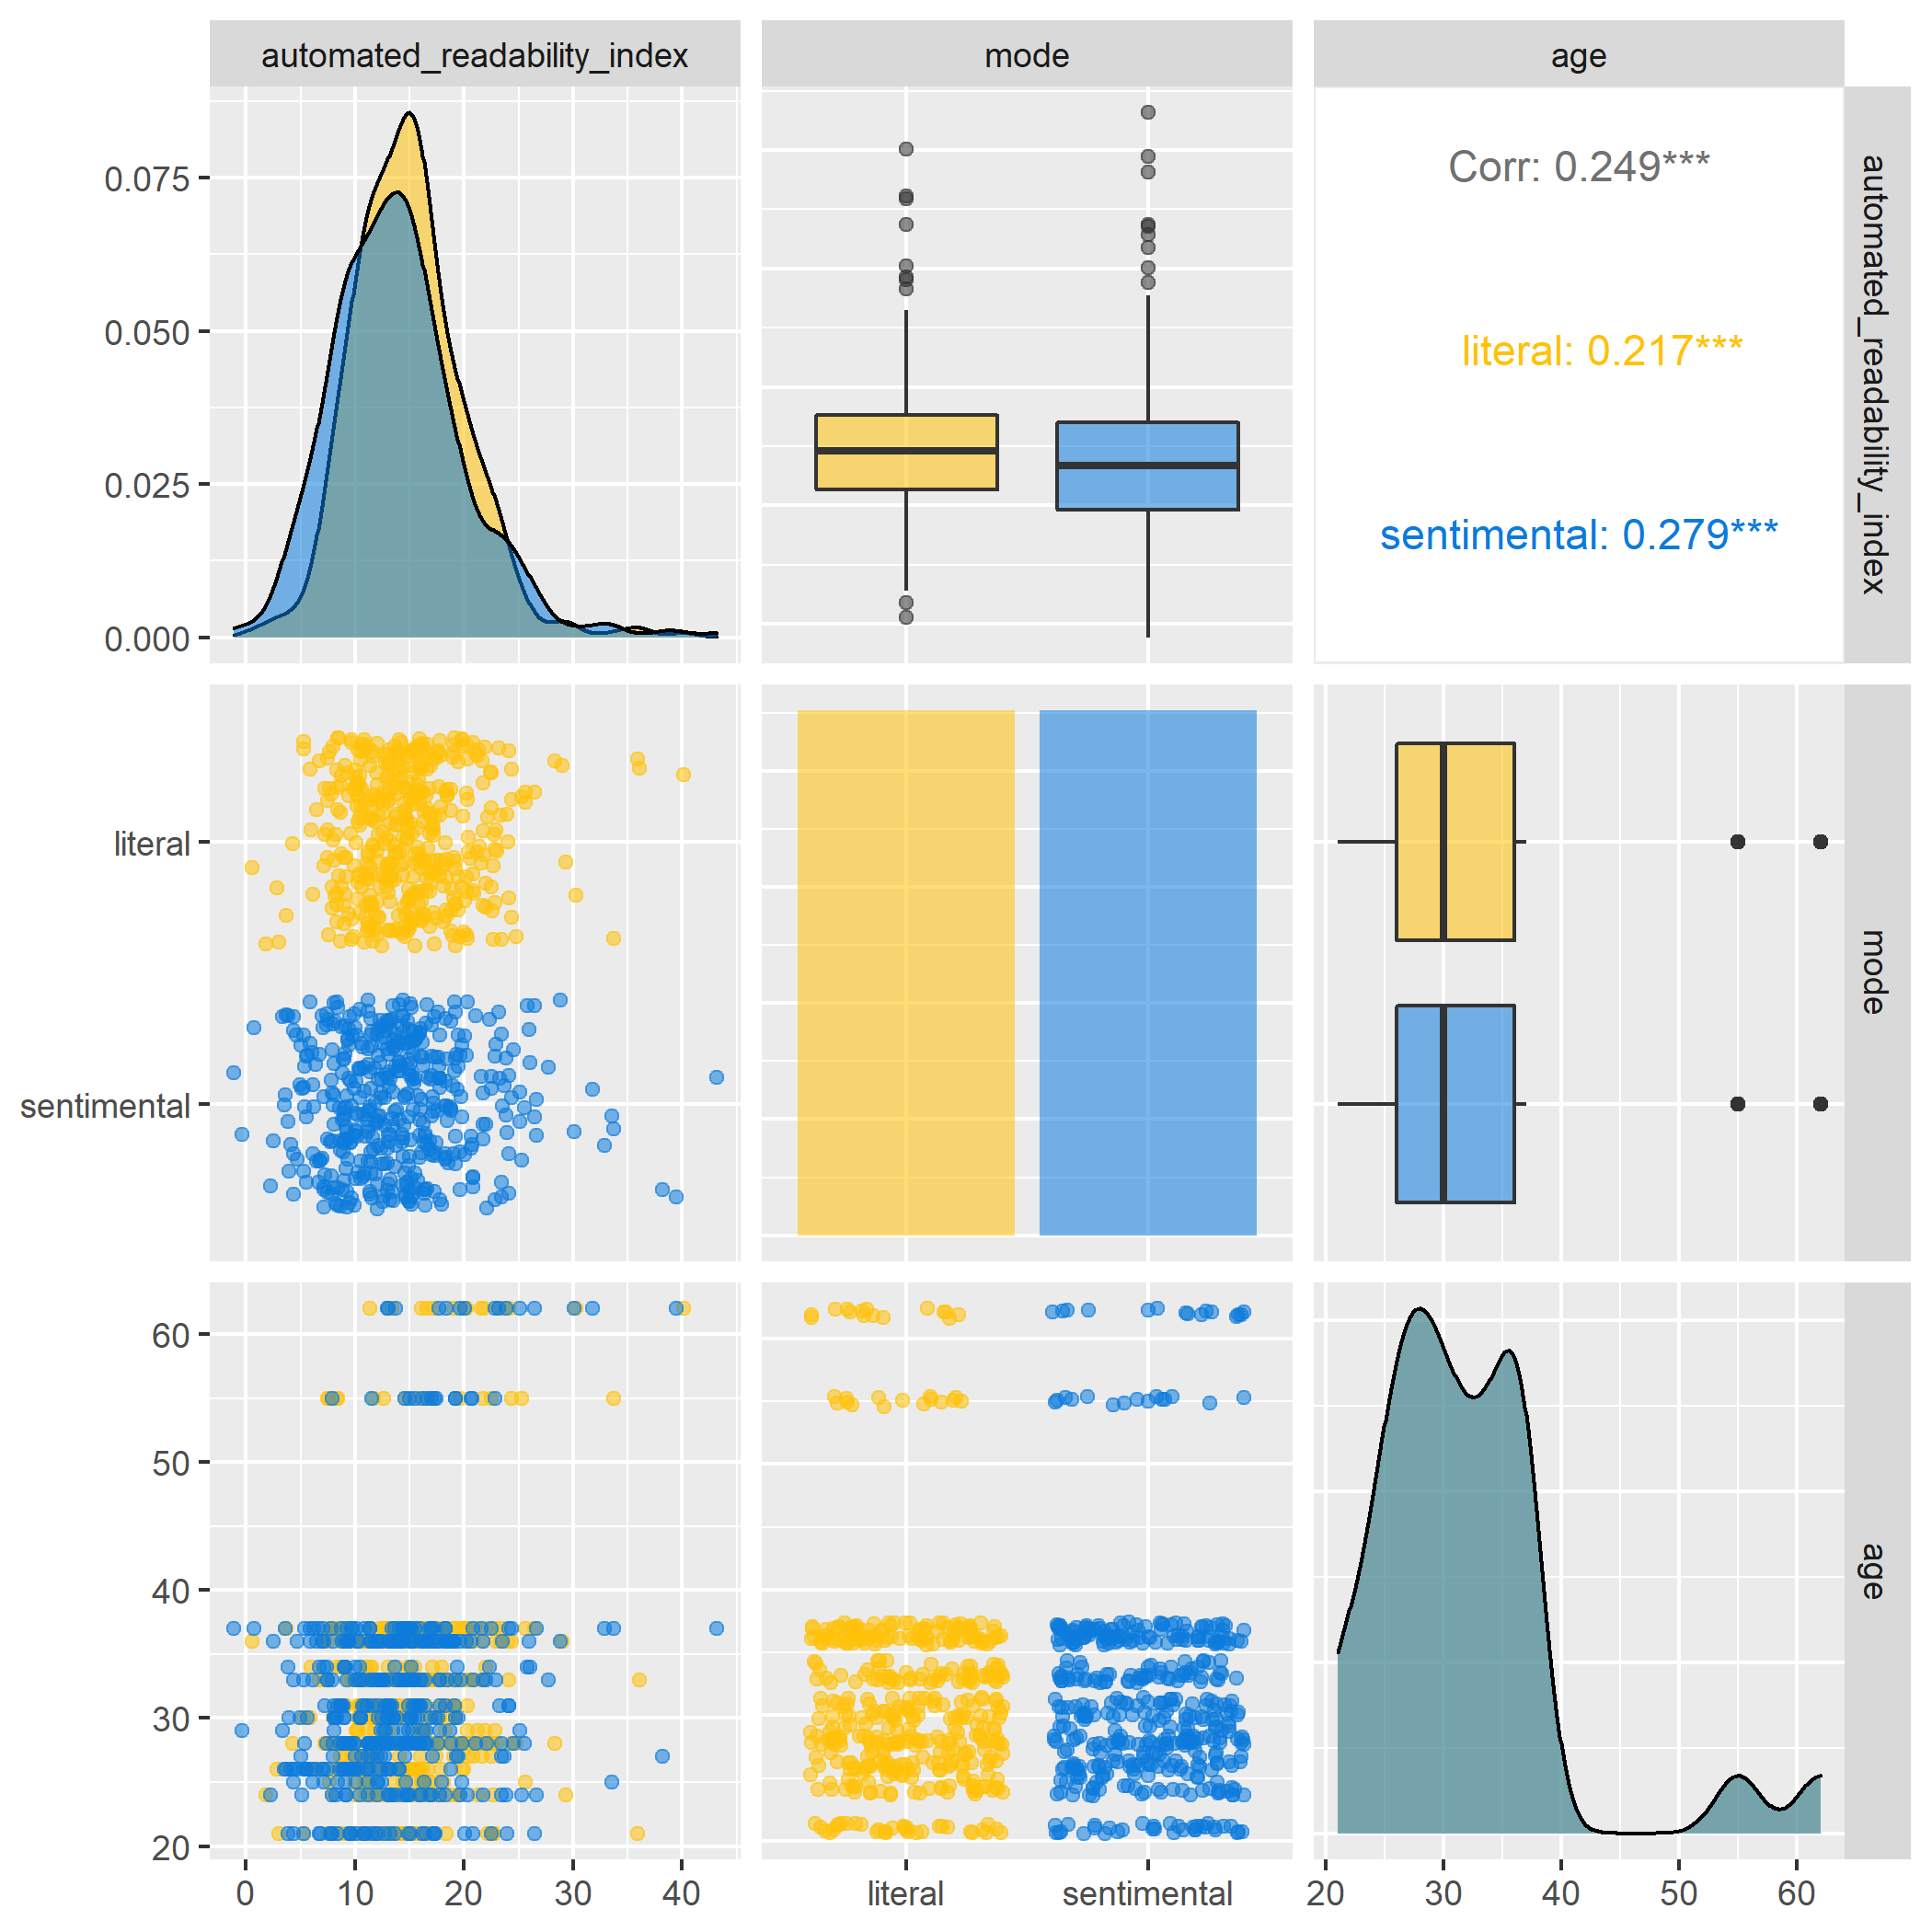 automated_readability_index
mode
age
0.075
0.050
0.025
0.000
Corr: 0.249***
literal: 0.217***
sentimental: 0.279***
automated_readability_index
literal
sentimental
mode
60
50
40
30
20
age
0 10 20 30 40
literal sentimental
20 30 40 50 60